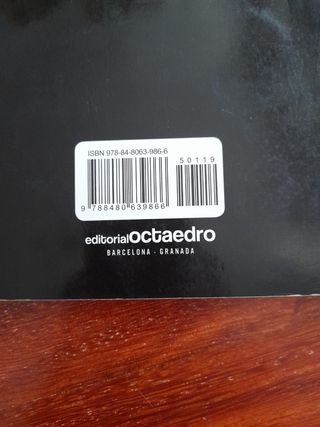 ISBN 978-84-8063-986-6
50119
9 788480 639866
editorialoctaedro
BARCELONA - GRANADA